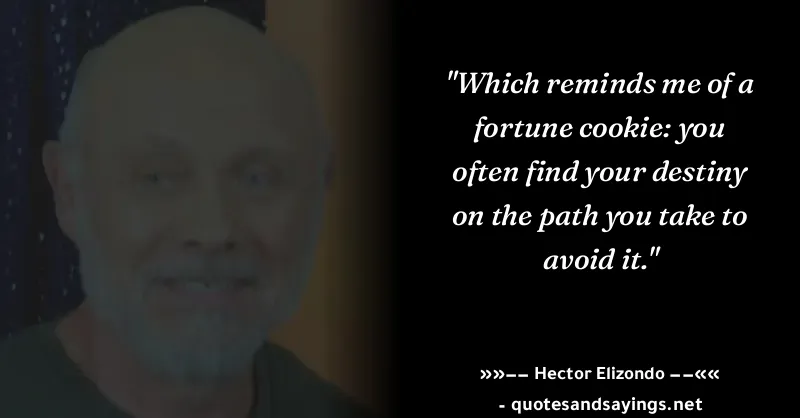 "Which reminds me of a
fortune cookie: you
often find your destiny
on the path you take to
avoid it."
»»−− Hector Elizondo −−««
- quotesandsayings.net